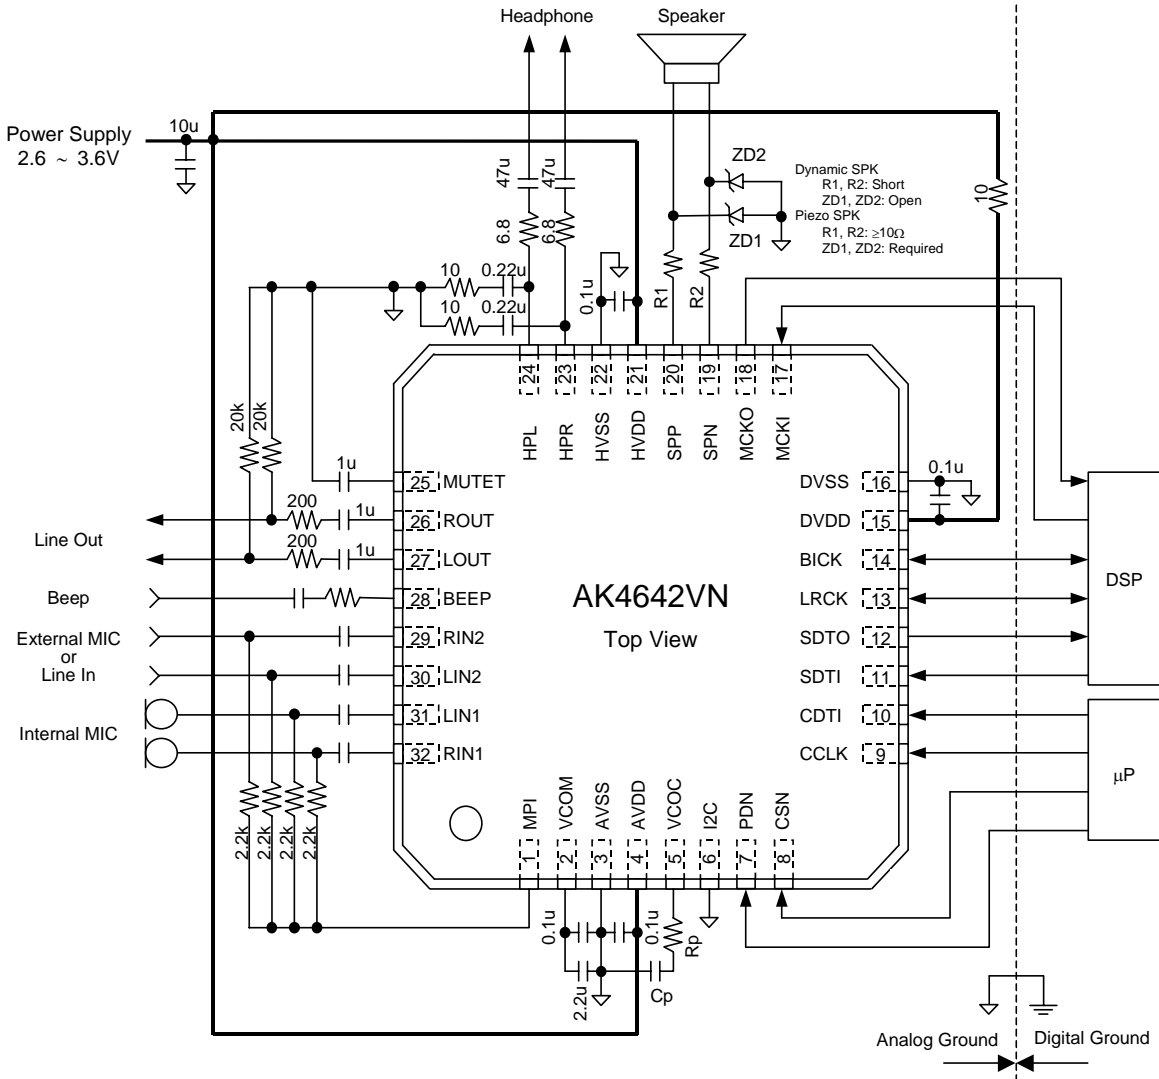 Headphone
Speaker
Power Supply
2.6 ~ 3.6V
10u
47u
47u
6.8
6.8
ZD2
ZD1
Dynamic SPK
R1, R2: Short
ZD1, ZD2: Open
Piezo SPK
R1, R2: ≥10Ω
ZD1, ZD2: Required
10
10
0.22u
10
0.22u
0.1u
R1
R2
24
23
22
21
20
19
18
17
HPL
HPR
HVSS
HVDD
SPP
SPN
MCKO
MCKI
20k
20k
1u
25
MUTET
200
1u
26
ROUT
200
1u
27
LOUT
28
BEEP
29
RIN2
30
LIN2
31
LIN1
32
RIN1
Line Out
Beep
External MIC
or
Line In
Internal MIC
AK4642VN
Top View
DVSS
16
0.1u
DVDD
15
BICK
14
LRCK
13
SDTO
12
SDTI
11
CDTI
10
CCLK
9
DSP
μP
2.2k
2.2k
2.2k
2.2k
MPI
VCOM
AVSS
AVDD
VCOC
I2C
PDN
CSN
1
2
3
4
5
6
7
8
0.1u
0.1u
Rp
2.2u
Cp
Analog Ground
Digital Ground